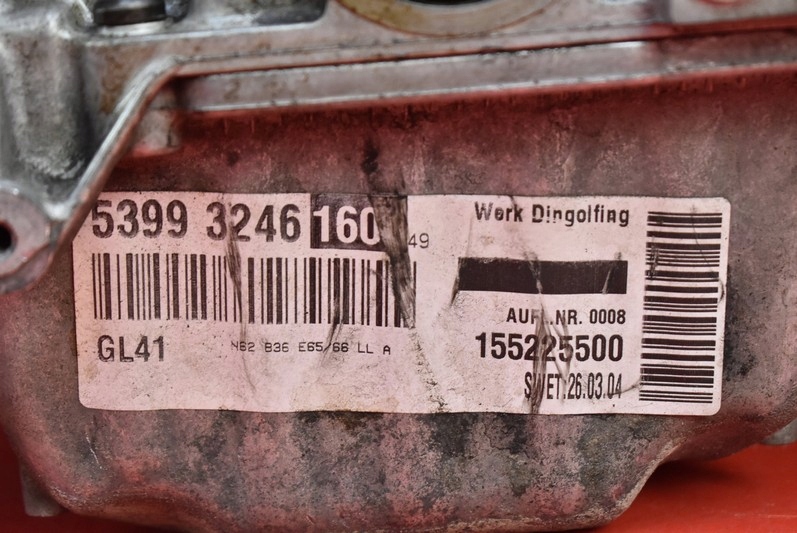 5399 3246 160 49
GL41 N62 B36 E65/66 LL A
Werk Dingolfing
AUF. NR. 0008
155225500
SWET:26.03.04